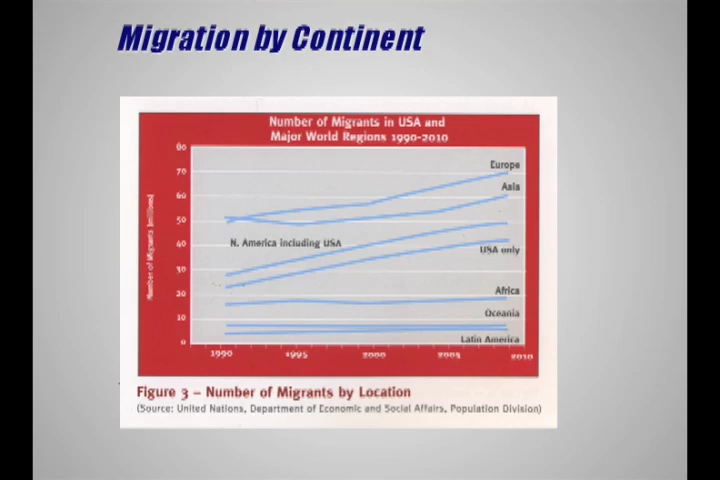 Migration by Continent
Number of Migrants in USA and
Major World Regions 1990-2010
Number of Migrants (millions)
80
70
60
50
40
30
20
10
0
Europe
Asia
N. America including USA
USA only
Africa
Oceania
Latin America
1990
1995
2000
2005
2010
Figure 3 – Number of Migrants by Location
(Source: United Nations, Department of Economic and Social Affairs, Population Division)